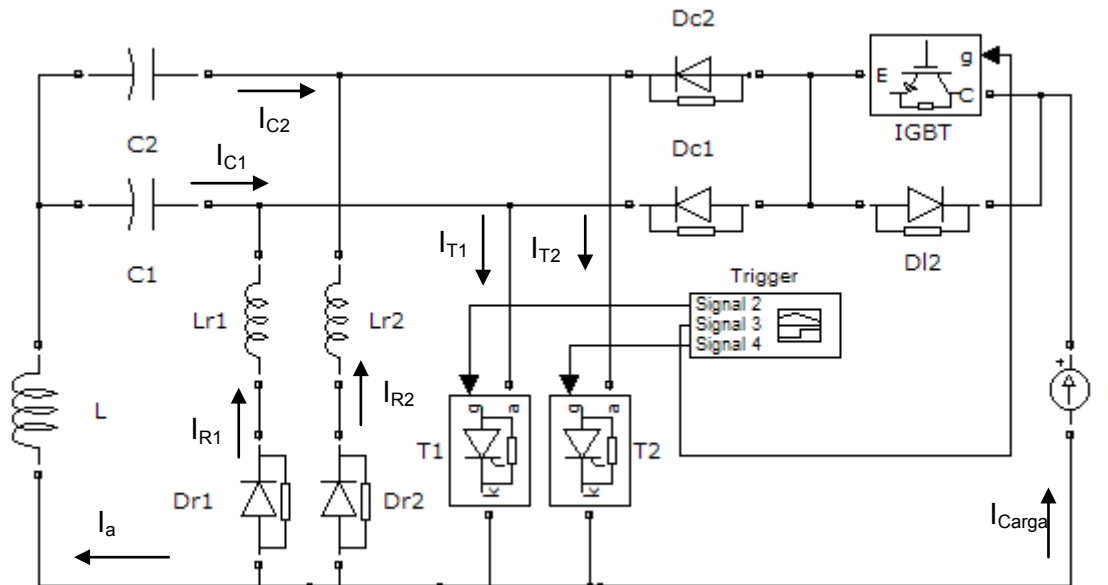 Dc2
g
E
C
IGBT
C2
I_C2
I_C1
Dc1
I_T1
I_T2
C1
Dl2
Trigger
Signal 2
Signal 3
Signal 4
Lr1
Lr2
+
L
I_R1
I_R2
g
a
g
a
T1
T2
k
k
Dr1
Dr2
I_a
I_Carga